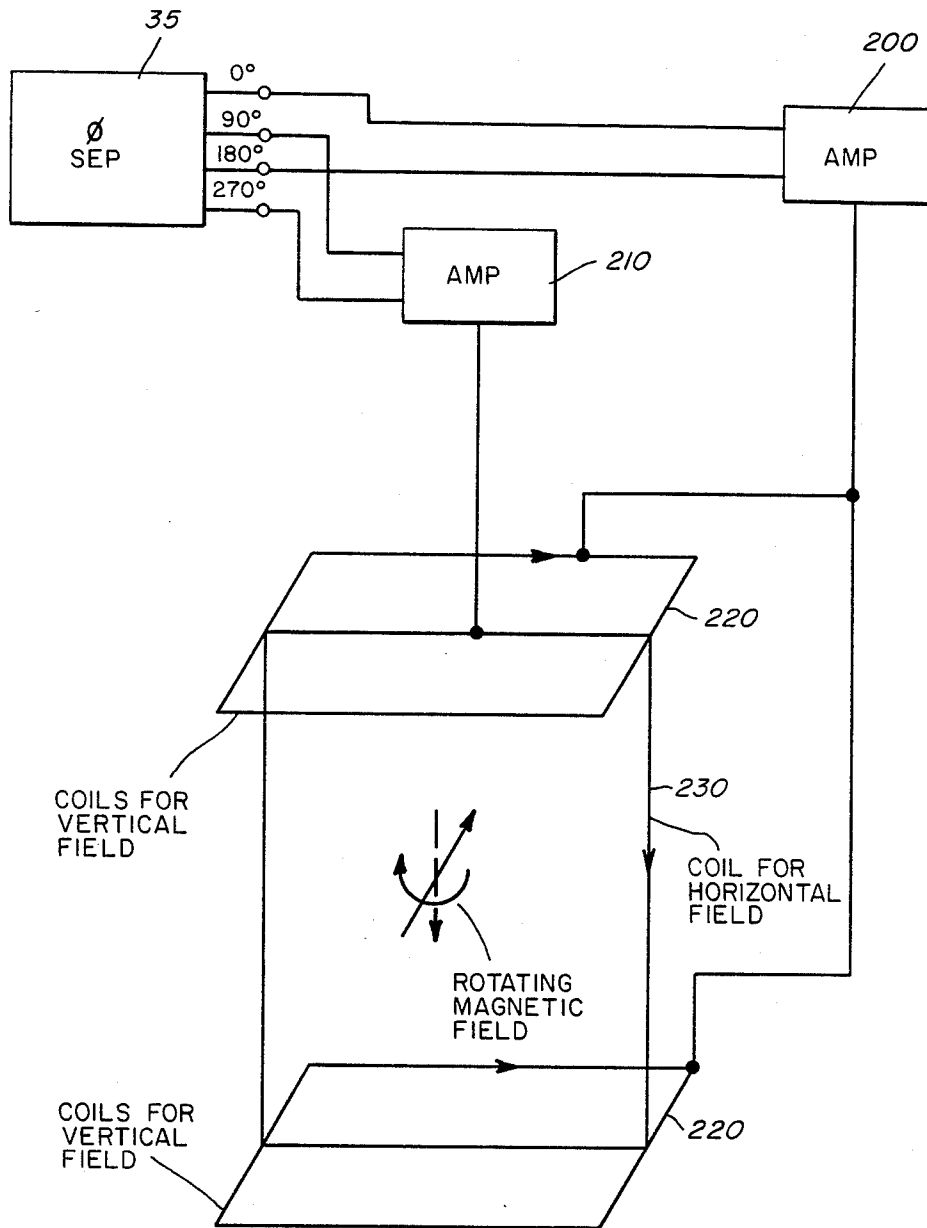 35
200
0°
90°
180°
270°
Ø
SEP
AMP
AMP
210
220
COILS FOR
VERTICAL
FIELD
230
COIL FOR
HORIZONTAL
FIELD
ROTATING
MAGNETIC
FIELD
COILS FOR
VERTICAL
FIELD
220